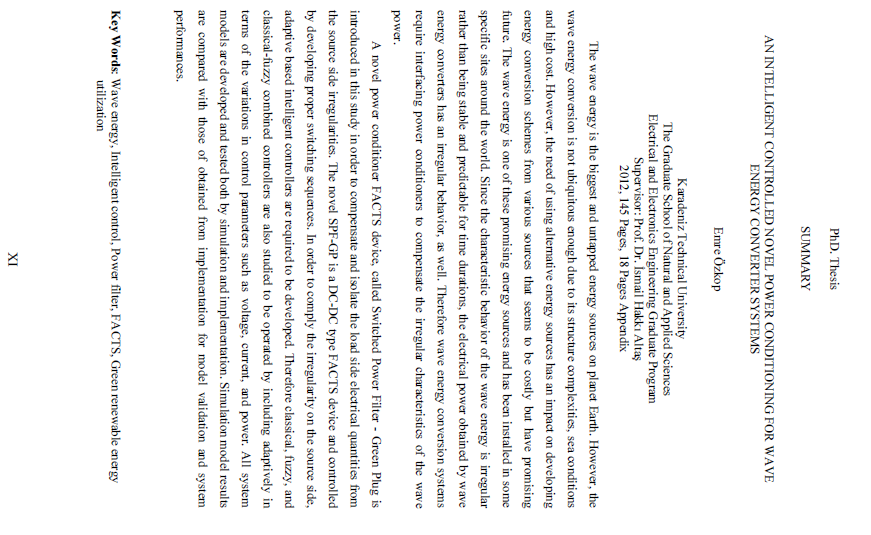 PhD. Thesis
SUMMARY
AN INTELLIGENT CONTROLLED NOVEL POWER CONDITIONING FOR WAVE
ENERGY CONVERTER SYSTEMS
Emre Özkop
Karadeniz Technical University
The Graduate School of Natural and Applied Sciences
Electrical and Electronics Engineering Graduate Program
Supervisor: Prof. Dr. İsmail Hakkı Altaş
2012, 145 Pages, 18 Pages Appendix
The wave energy is the biggest and untapped energy sources on planet Earth. However, the
wave energy conversion is not ubiquitous enough due to its structure complexities, sea conditions
and high cost. However, the need of using alternative energy sources has an impact on developing
energy conversion schemes from various sources that seems to be costly but have promising
future. The wave energy is one of these promising energy sources and has been installed in some
specific sites around the world. Since the characteristic behavior of the wave energy is irregular
rather than being stable and predictable for time durations, the electrical power obtained by wave
energy converters has an irregular behavior, as well. Therefore wave energy conversion systems
require interfacing power conditioners to compensate the irregular characteristics of the wave
power.
A novel power conditioner FACTS device, called Switched Power Filter - Green Plug is
introduced in this study in order to compensate and isolate the load side electrical quantities from
the source side irregularities. The novel SPF-GP is a DC-DC type FACTS device and controlled
by developing proper switching sequences. In order to comply the irregularity on the source side,
adaptive based intelligent controllers are required to be developed. Therefore classical, fuzzy, and
classical-fuzzy combined controllers are also studied to be operated by including adaptively in
terms of the variations in control parameters such as voltage, current, and power. All system
models are developed and tested both by simulation and implementation. Simulation model results
are compared with those of obtained from implementation for model validation and system
performances.
Key Words: Wave energy, Intelligent control, Power filter, FACTS, Green renewable energy
utilization
XI